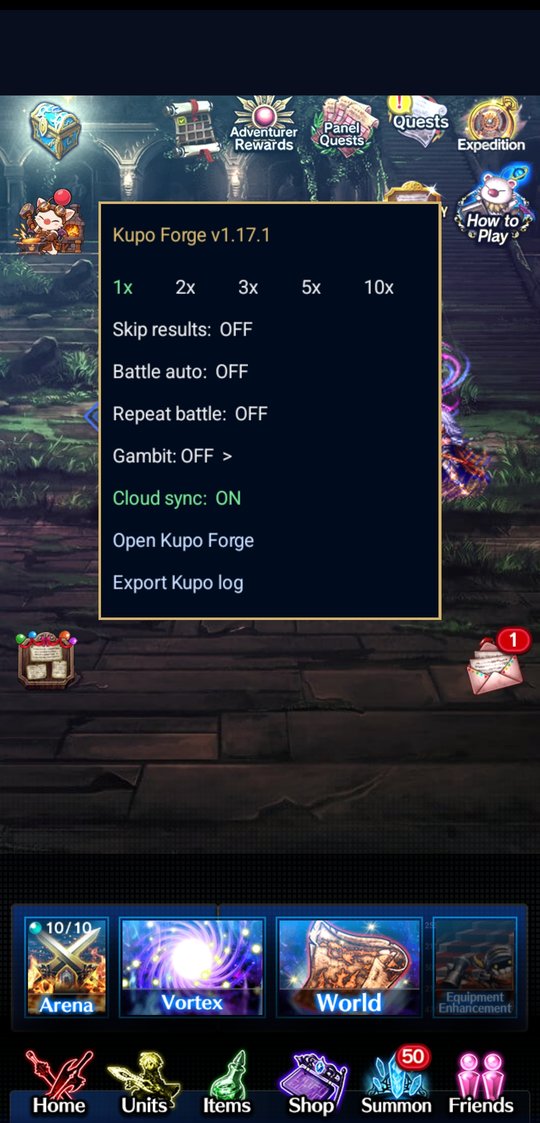 Adventurer
Rewards
Panel
Quests
Quests
Expedition
How to
Play
Kupo Forge v1.17.1
1x 2x 3x 5x 10x
Skip results: OFF
Battle auto: OFF
Repeat battle: OFF
Gambit: OFF >
Cloud sync: ON
Open Kupo Forge
Export Kupo log
1
10/10
Arena
Vortex
World
Equipment
Enhancement
50
Home Units Items Shop Summon Friends